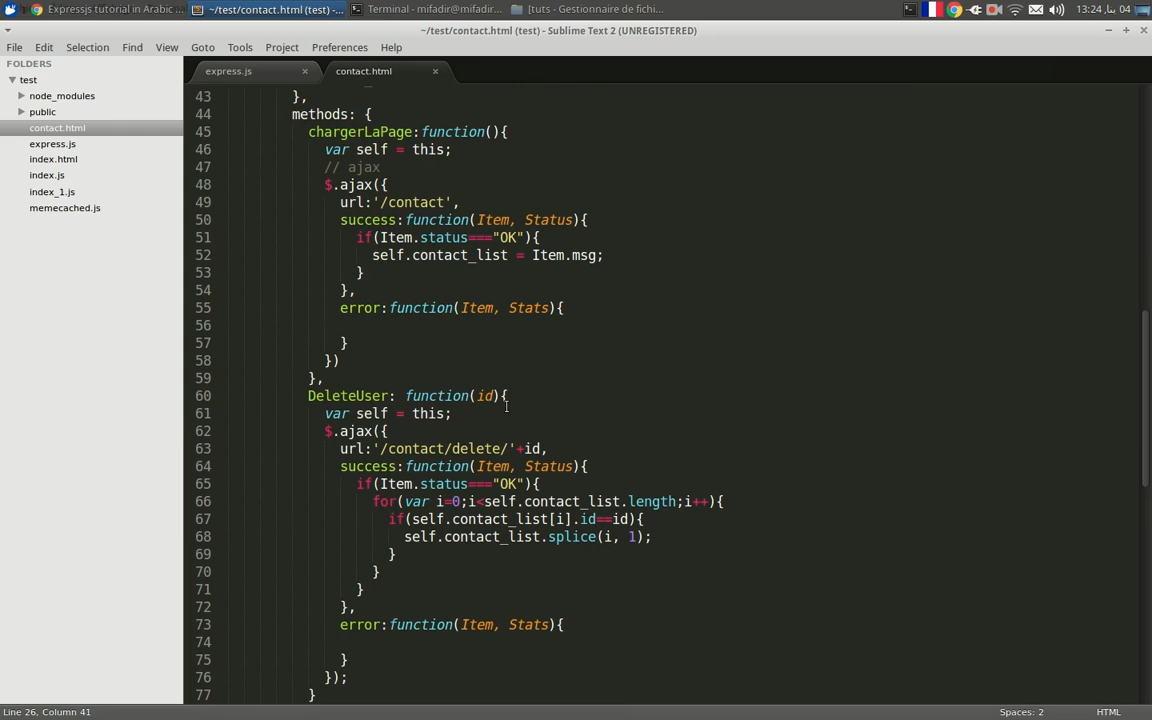 Expressjs tutorial in Arabic ...
~/test/contact.html (test) -...
Terminal - mifadir@mifadir...
[tuts - Gestionnaire de fichi...
13:24
~/test/contact.html (test) - Sublime Text 2 (UNREGISTERED)
File Edit Selection Find View Goto Tools Project Preferences Help
FOLDERS
test
node_modules
public
contact.html
express.js
index.html
index.js
index_1.js
memecached.js
express.js
contact.html
43 },
44 methods: {
45 chargerLaPage:function(){
46 var self = this;
47 // ajax
48 $.ajax({
49 url:'/contact',
50 success:function(Item, Status){
51 if(Item.status==="OK"){
52 self.contact_list = Item.msg;
53 }
54 },
55 error:function(Item, Stats){
56
57 }
58 })
59 },
60 DeleteUser: function(id){
61 var self = this;
62 $.ajax({
63 url:'/contact/delete/'+id,
64 success:function(Item, Status){
65 if(Item.status==="OK"){
66 for(var i=0;i<self.contact_list.length;i++){
67 if(self.contact_list[i].id==id){
68 self.contact_list.splice(i, 1);
69 }
70 }
71 }
72 },
73 error:function(Item, Stats){
74
75 }
76 });
77 }
Line 26, Column 41
Spaces: 2
HTML